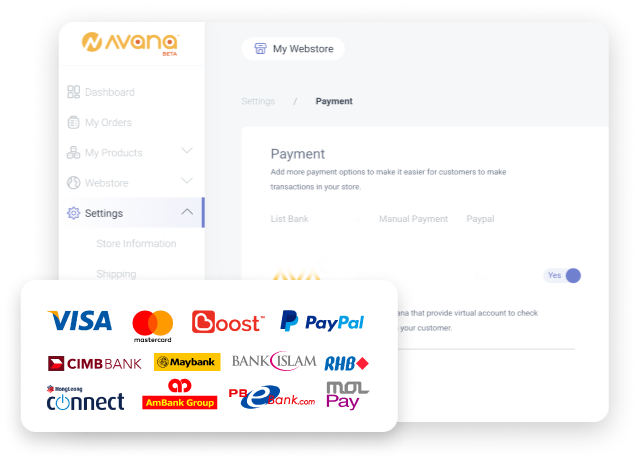 AVANA
BETA
My Webstore
Dashboard
My Orders
My Products
Webstore
Settings
Store Information
Shipping
Settings / Payment
Payment
Add more payment options to make it easier for customers to make
transactions in your store.
List Bank Manual Payment Paypal
Yes
ana that provide virtual account to check
your customer.
VISA
mastercard
Boost™
PayPal
CIMB BANK
Maybank
BANK ISLAM
RHB
HongLeong
connect
AmBank Group
PBeBank.com
MOL
Pay